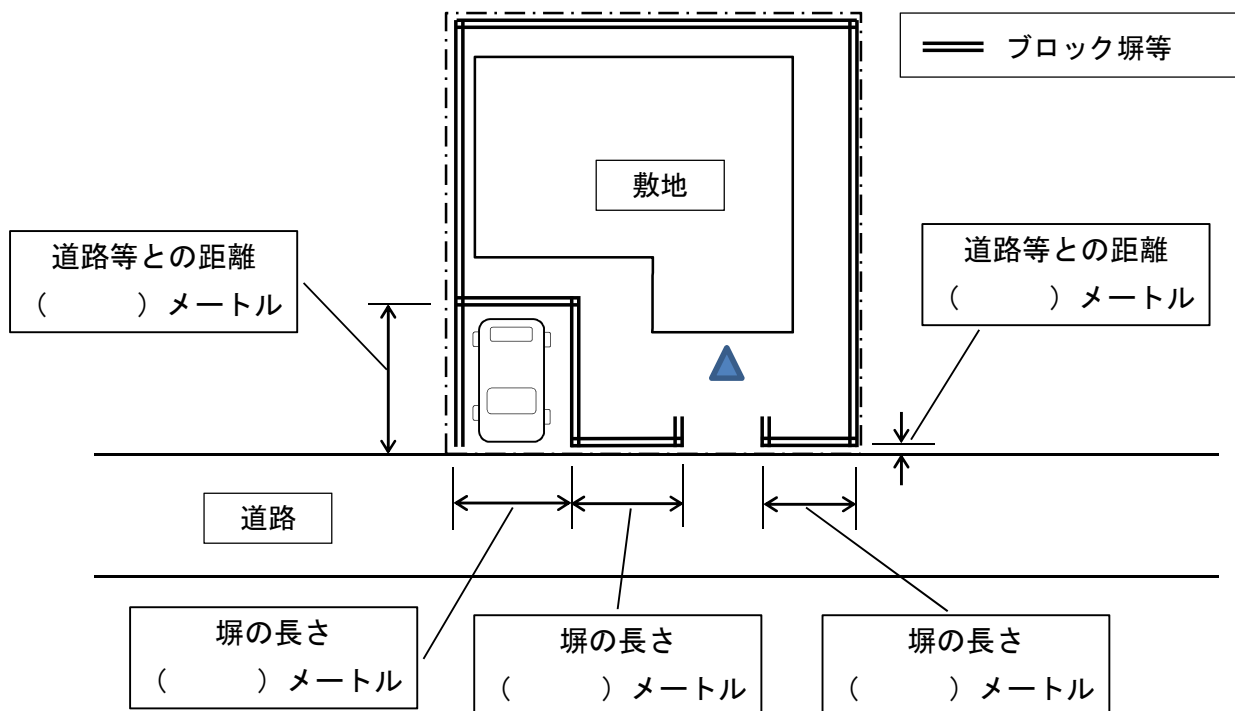 ブロック塀等
敷地
道路等との距離
(　　　)メートル
道路等との距離
(　　　)メートル
道路
塀の長さ
(　　　)メートル
塀の長さ
(　　　)メートル
塀の長さ
(　　　)メートル